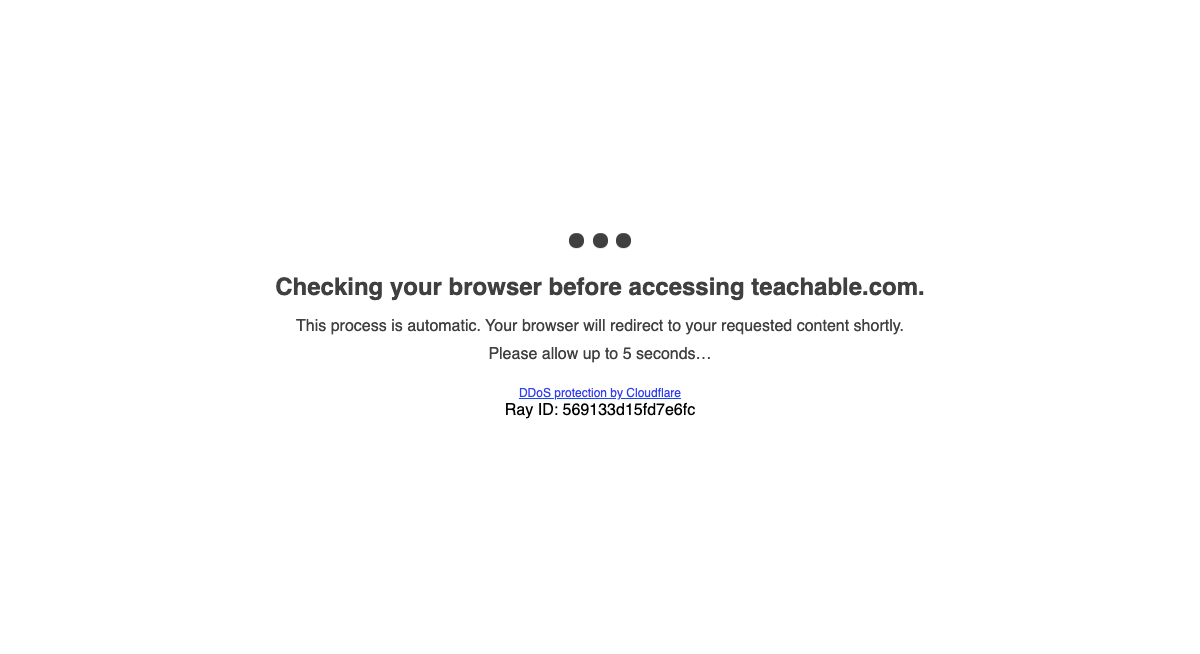 Checking your browser before accessing teachable.com.
This process is automatic. Your browser will redirect to your requested content shortly.
Please allow up to 5 seconds…
DDoS protection by Cloudflare
Ray ID: 569133d15fd7e6fc